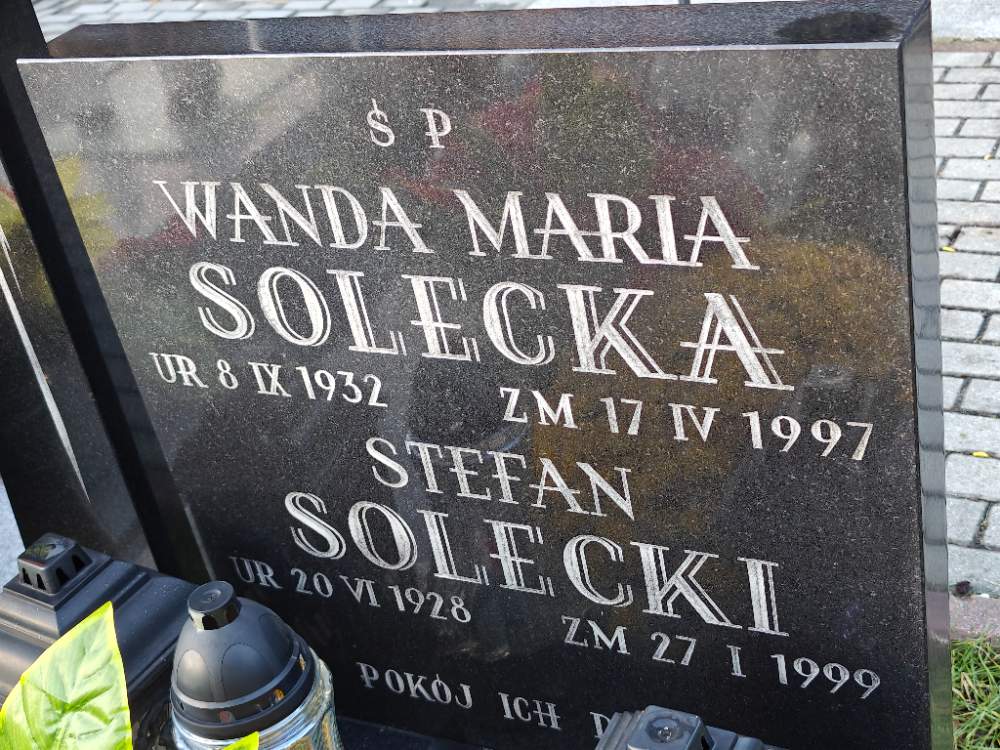 Ś P
WANDA MARIA
SOLECKA
UR 8 IX 1932 ZM 17 IV 1997
STEFAN
SOLECKI
UR 20 VI 1928 ZM 27 I 1999
POKÓJ ICH